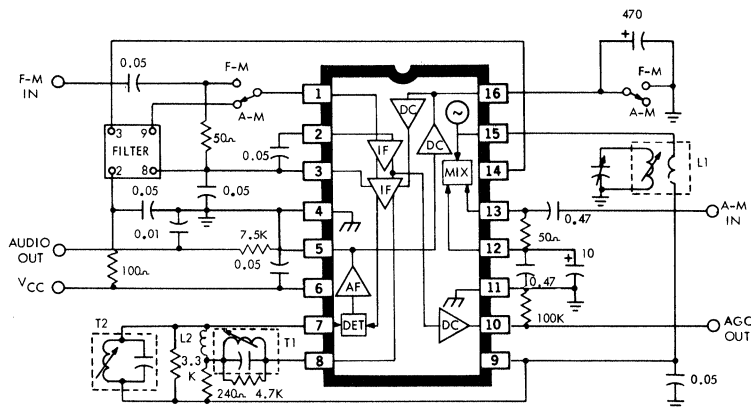 470
F-M IN
0.05
F-M
A-M
F-M
A-M
50Ω
3 9
FILTER
2 8
0.05
0.05
0.05
0.01
7.5K
0.05
100Ω
AUDIO OUT
VCC
T2
L2
3.3 K
240Ω 4.7K
T1
1 16
2 15
3 14
4 13
5 12
6 11
7 10
8 9
DC
DC
IF
IF
MIX
AF
DET
DC
L1
0.47
A-M IN
50Ω
0.47
10
100K
AGC OUT
0.05